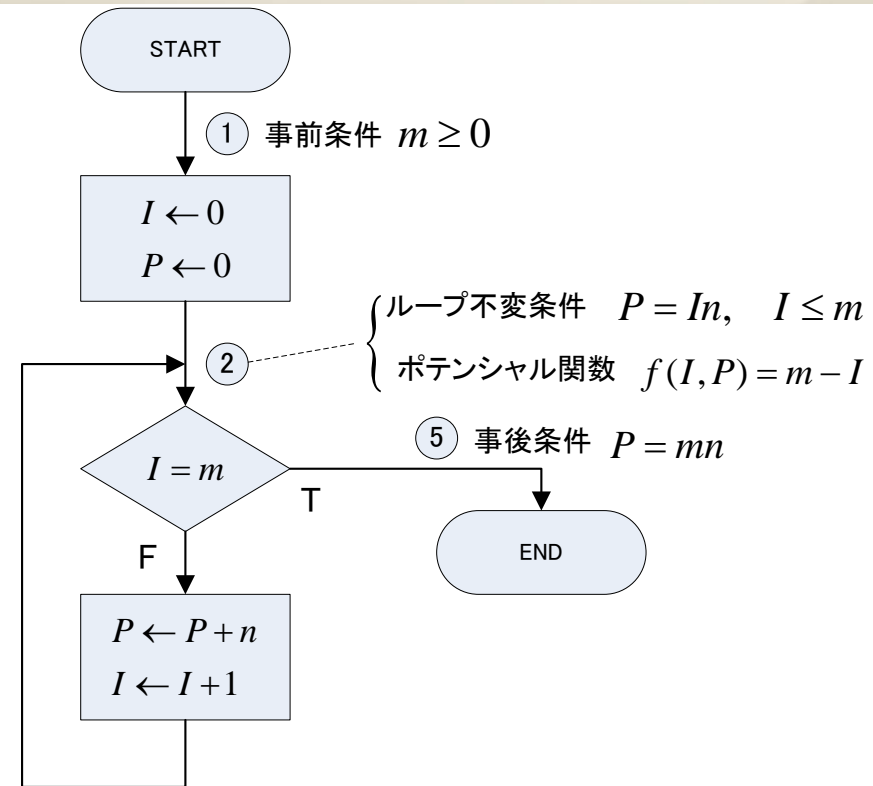 START
1 事前条件 m ≥ 0
I ← 0
P ← 0
ループ不変条件 P = In, I ≤ m
2
ポテンシャル関数 f(I, P) = m − I
5 事後条件 P = mn
I = m
T
F
END
P ← P + n
I ← I + 1